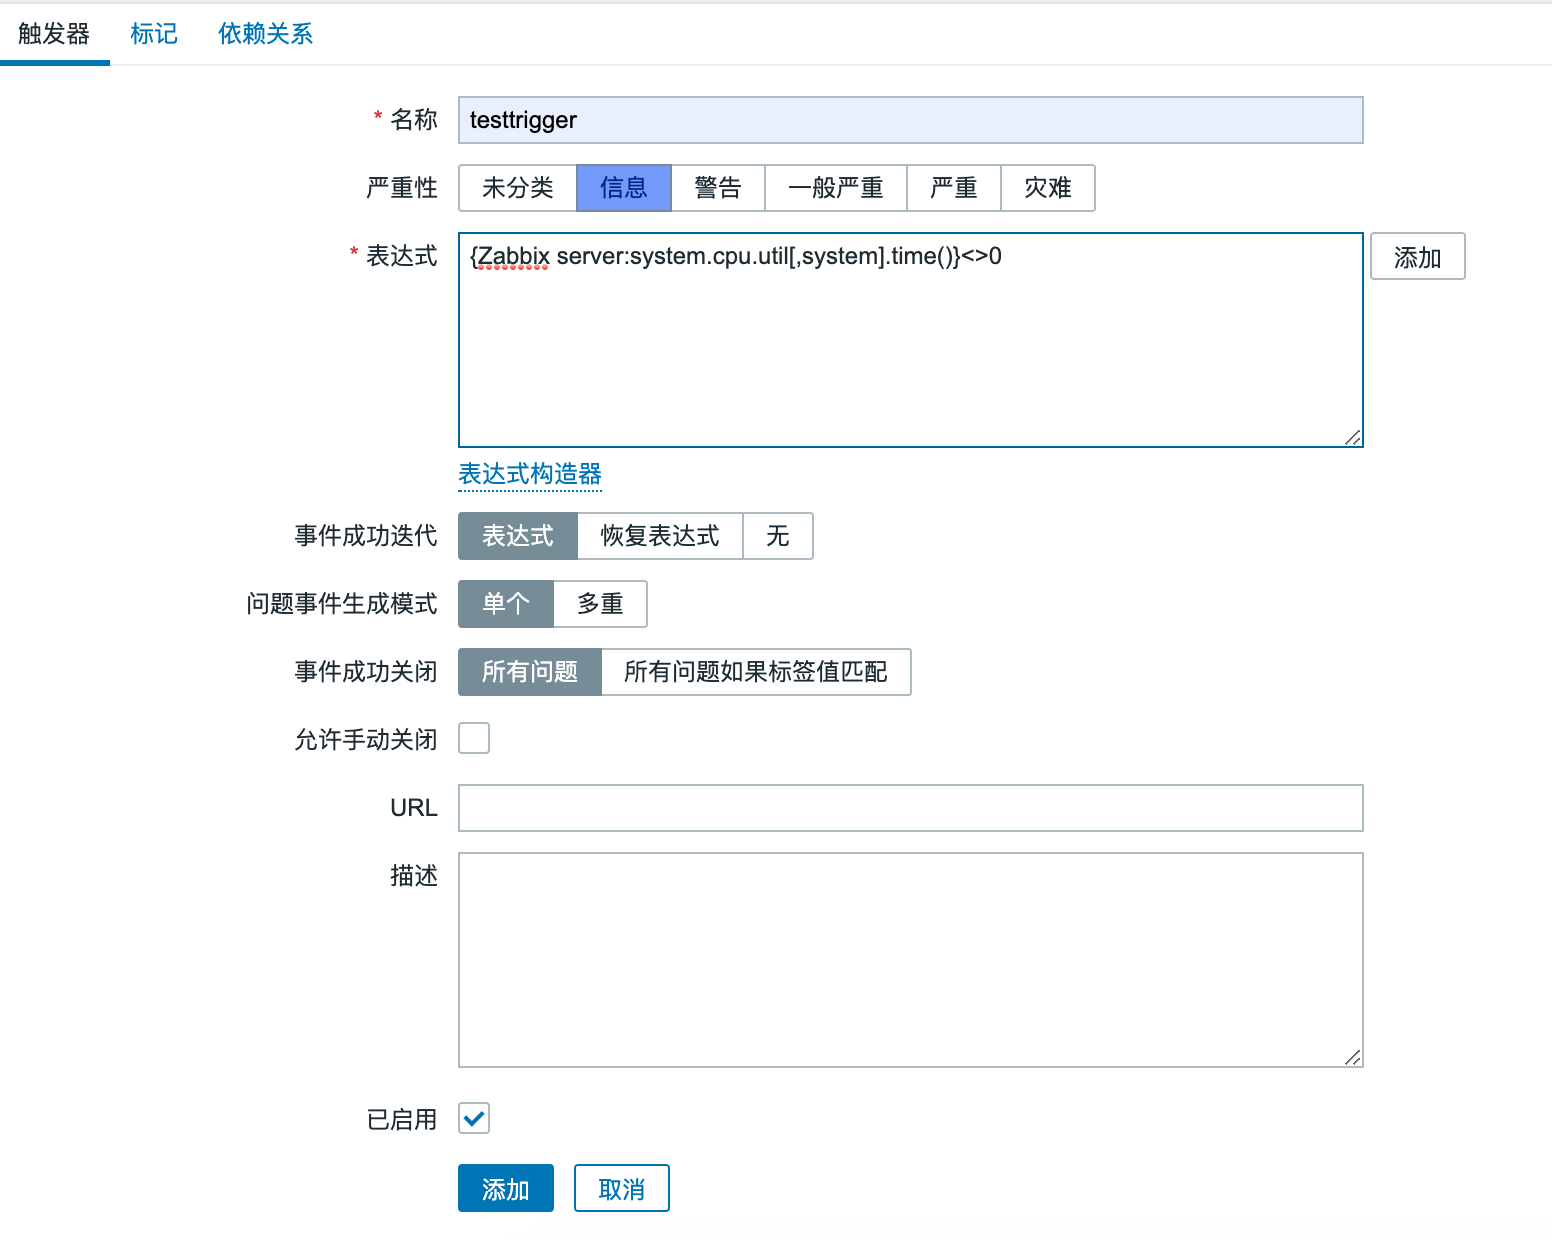 触发器 标记 依赖关系
* 名称 testtrigger
严重性 未分类 信息 警告 一般严重 严重 灾难
* 表达式 {Zabbix server:system.cpu.util[,system].time()}<>0 添加
表达式构造器
事件成功迭代 表达式 恢复表达式 无
问题事件生成模式 单个 多重
事件成功关闭 所有问题 所有问题如果标签值匹配
允许手动关闭
URL
描述
已启用
添加 取消